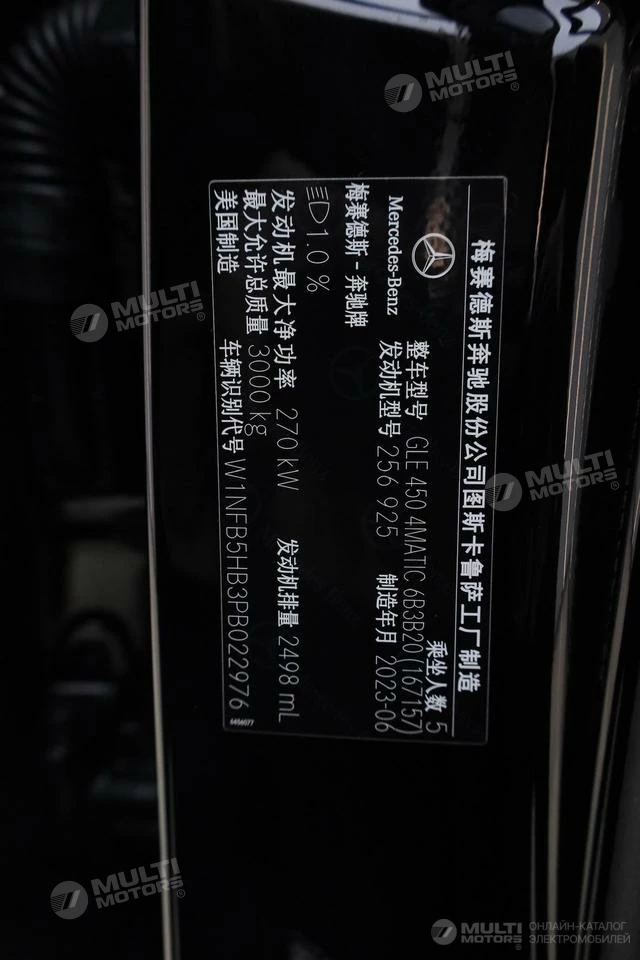 梅赛德斯奔驰股份公司图斯卡鲁萨工厂制造
乘坐人数 5
Mercedes-Benz
整车型号 GLE 450 4MATIC 6B3B20(167157)
梅赛德斯-奔驰牌
发动机型号 256 925
制造年月 2023-06
1.0 %
发动机最大净功率 270 kW
发动机排量 2498 mL
最大允许总质量 3000 kg
美国制造
车辆识别代号 W1NFB5HB3PB022976
6456077
MULTI
MOTORS®
MULTI
MOTORS®
MULTI
MOTORS®
MULTI
MOTORS®
MULTI
MOTORS®
ОНЛАЙН-КАТАЛОГ
ЭЛЕКТРОМОБИЛЕЙ